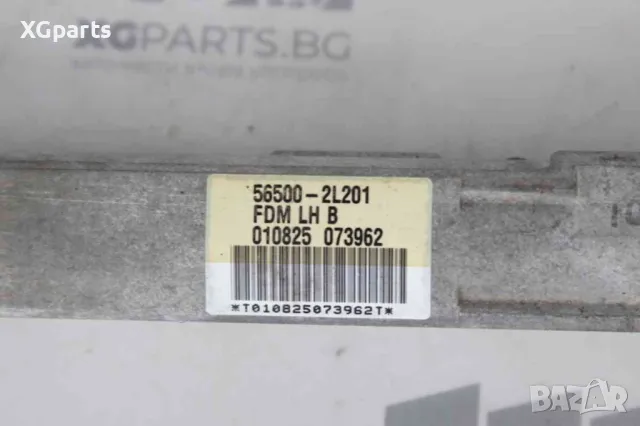 XGparts
XGPARTS.BG
56500-2L201
FDM LH B
010825 073962
*T010825073962T*
bazar